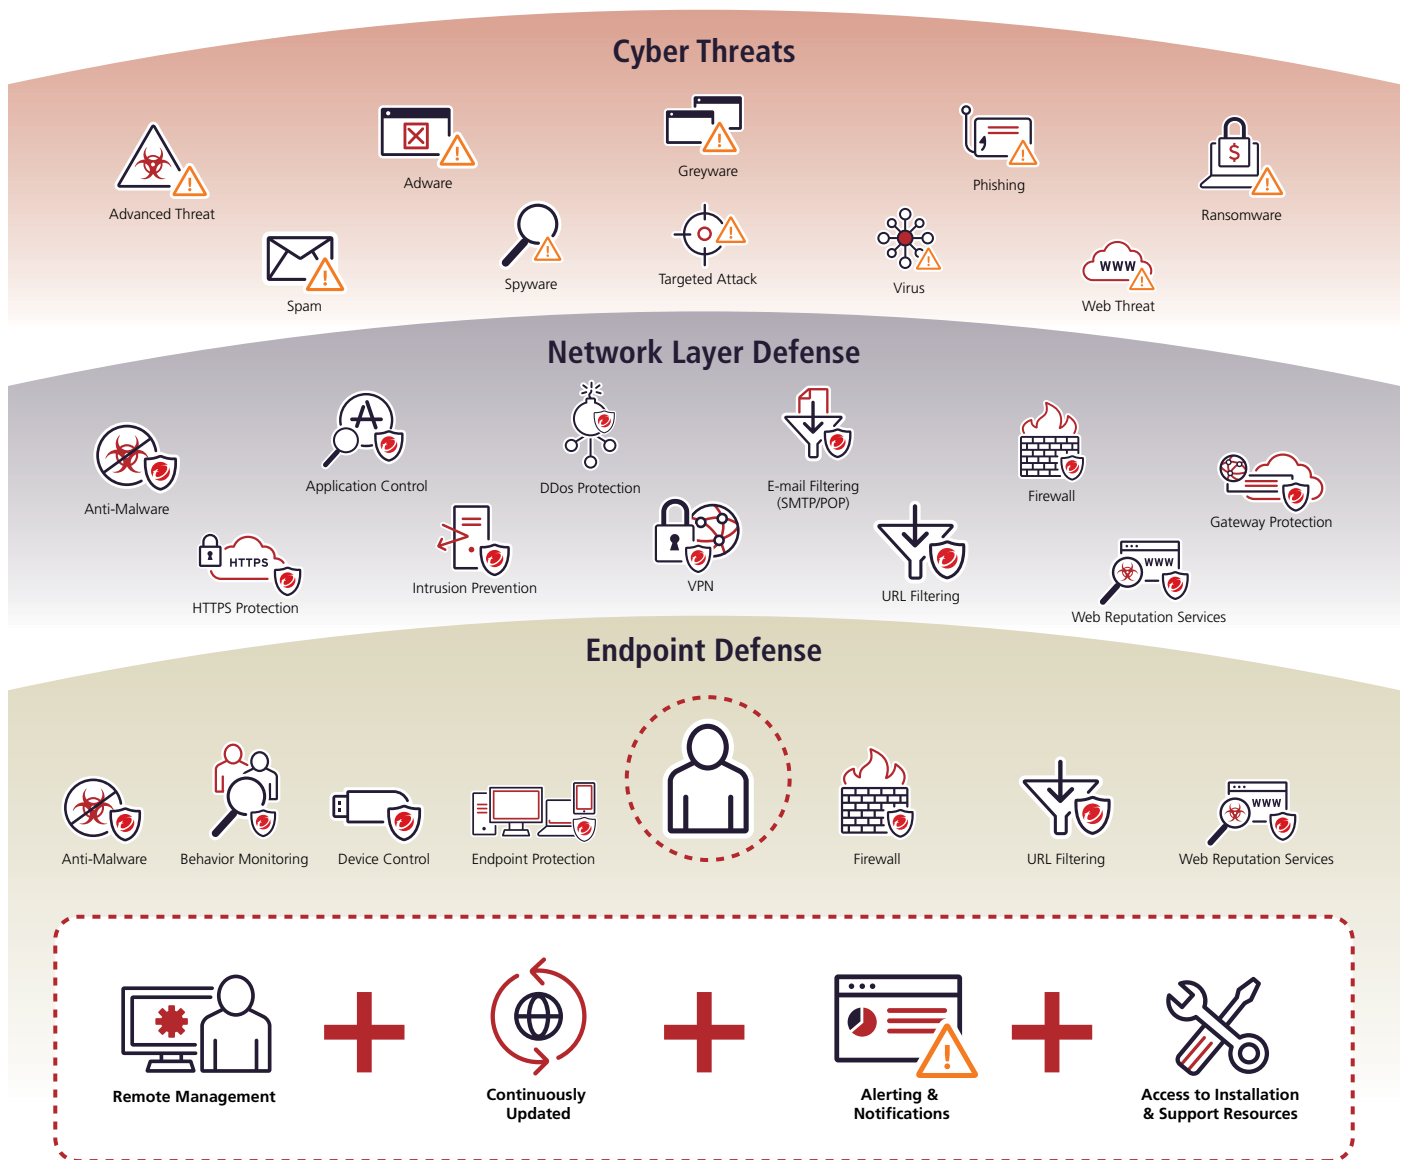 Cyber Threats
Advanced Threat
Adware
Greyware
Phishing
Ransomware
$
Spam
Spyware
Targeted Attack
Virus
WWW
Web Threat
Network Layer Defense
Anti-Malware
A
Application Control
DDos Protection
E-mail Filtering
(SMTP/POP)
Firewall
Gateway Protection
HTTPS
HTTPS Protection
Intrusion Prevention
VPN
URL Filtering
WWW
Web Reputation Services
Endpoint Defense
Anti-Malware
Behavior Monitoring
Device Control
Endpoint Protection
Firewall
URL Filtering
WWW
Web Reputation Services
Remote Management
Continuously
Updated
Alerting &
Notifications
Access to Installation
& Support Resources